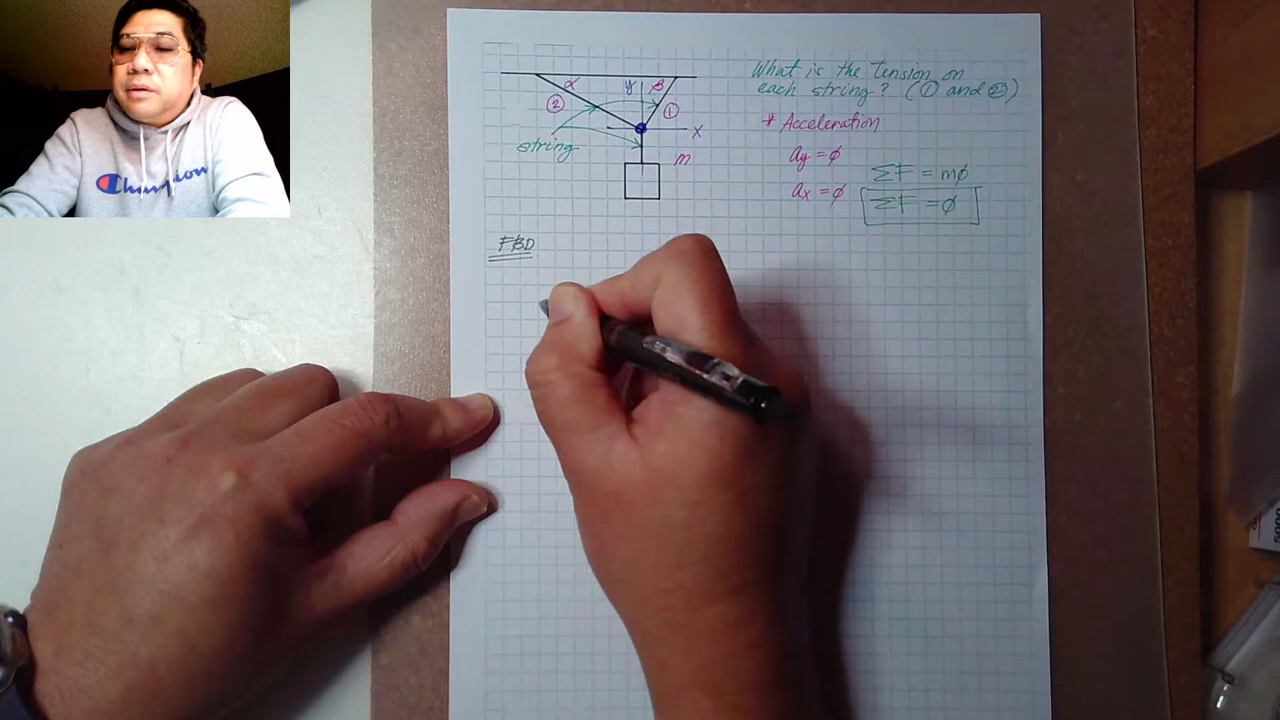 What is the tension on
each string? (① and ②)
α
y
β
②
①
x
* Acceleration
string
m
ay = ∅
ax = ∅
ΣF = m∅
ΣF = ∅
FBD
Champion